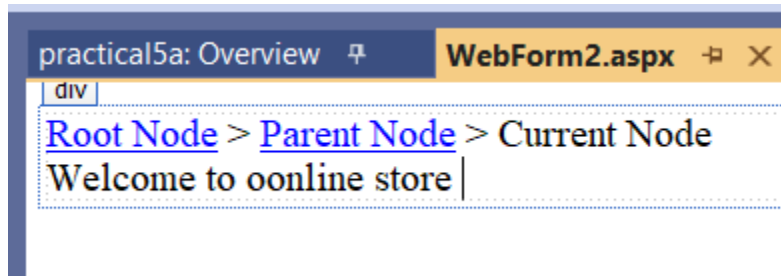 practical5a: Overview WebForm2.aspx
div
Root Node > Parent Node > Current Node
Welcome to oonline store